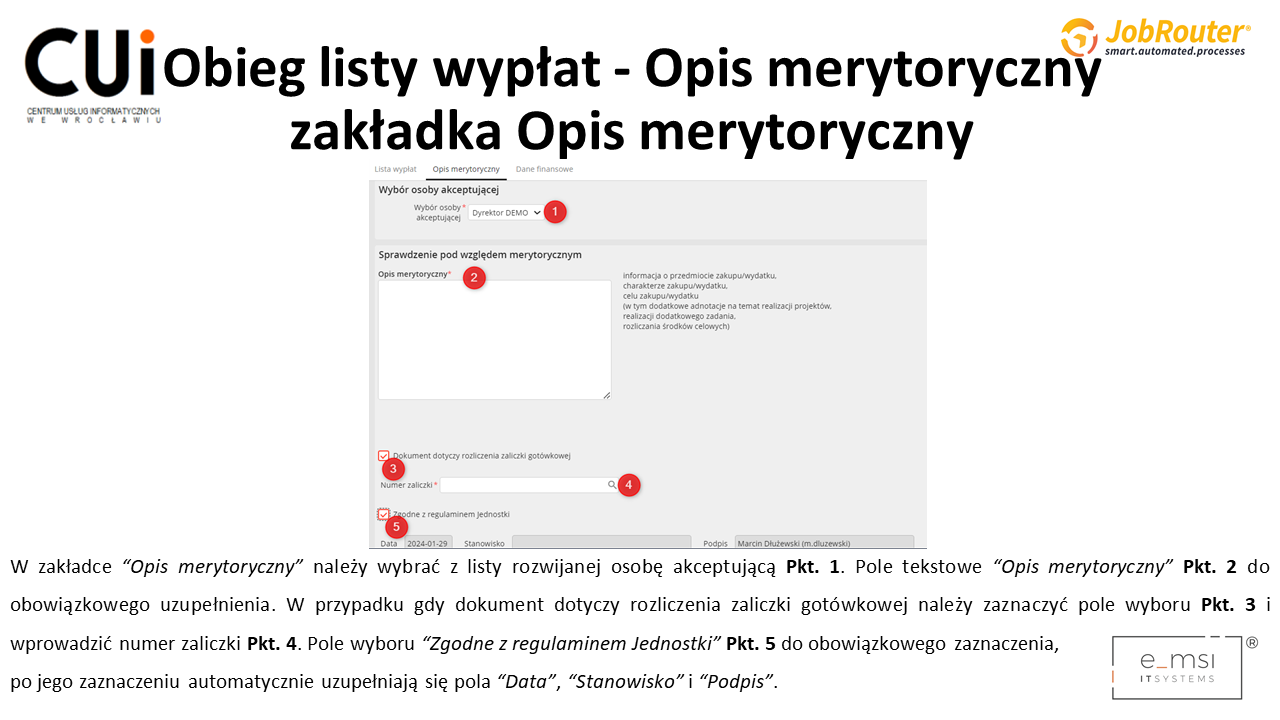 CUi
CENTRUM USŁUG INFORMATYCZNYCH
WE WROCŁAWIU
JobRouter®
smart.automated.processes
Obieg listy wypłat - Opis merytoryczny
zakładka Opis merytoryczny
Lista wypłat Opis merytoryczny Dane finansowe
Wybór osoby akceptującej
Wybór osoby* Dyrektor DEMO 1
akceptującej
Sprawdzenie pod względem merytorycznym
Opis merytoryczny* 2
informacja o przedmiocie zakupu/wydatku,
charakterze zakupu/wydatku,
celu zakupu/wydatku
(w tym dodatkowe adnotacje na temat realizacji projektów,
realizacji dodatkowego zadania,
rozliczania środków celowych)
Dokument dotyczy rozliczenia zaliczki gotówkowej
3
Numer zaliczki* 4
Zgodne z regulaminem Jednostki
5
Data 2024-01-29 Stanowisko Podpis Marcin Dłużewski (m.dluzewski)
W zakładce “Opis merytoryczny” należy wybrać z listy rozwijanej osobę akceptującą Pkt. 1. Pole tekstowe “Opis merytoryczny” Pkt. 2 do
obowiązkowego uzupełnienia. W przypadku gdy dokument dotyczy rozliczenia zaliczki gotówkowej należy zaznaczyć pole wyboru Pkt. 3 i
wprowadzić numer zaliczki Pkt. 4. Pole wyboru “Zgodne z regulaminem Jednostki” Pkt. 5 do obowiązkowego zaznaczenia,
po jego zaznaczeniu automatycznie uzupełniają się pola “Data”, “Stanowisko” i “Podpis”.
e_msi ®
ITSYSTEMS